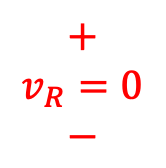 +
v_R = 0
−